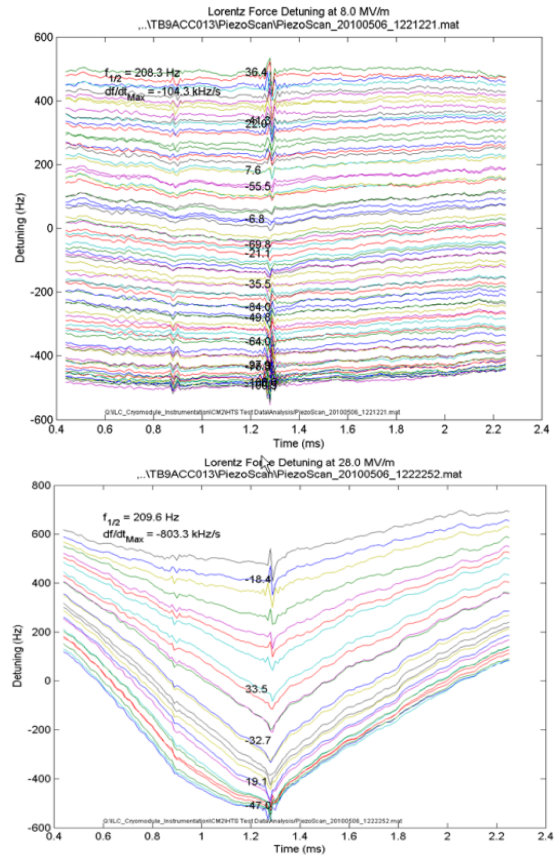 Lorentz Force Detuning at 8.0 MV/m
,..\TB9ACC013\PiezoScan\PiezoScan_20100506_1221221.mat
600
400
200
0
-200
-400
-600
Detuning (Hz)
f1/2 = 208.3 Hz
df/dtMax = -104.3 kHz/s
36.4
22.0
7.6
-55.5
-6.8
-69.8
-21.1
-35.5
-84.0
-49.8
-64.0
0.4 0.6 0.8 1 1.2 1.4 1.6 1.8 2 2.2 2.4
Time (ms)
Lorentz Force Detuning at 28.0 MV/m
,..\TB9ACC013\PiezoScan\PiezoScan_20100506_1222252.mat
800
600
400
200
0
-200
-400
-600
Detuning (Hz)
f1/2 = 209.6 Hz
df/dtMax = -803.3 kHz/s
-18.4
33.5
-32.7
19.1
-47.0
0.4 0.6 0.8 1 1.2 1.4 1.6 1.8 2 2.2 2.4
Time (ms)